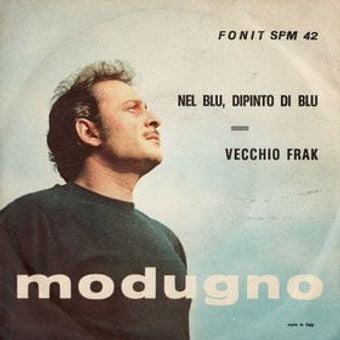 FONIT SPM 42
NEL BLU, DIPINTO DI BLU
VECCHIO FRAK
modugno
made in Italy